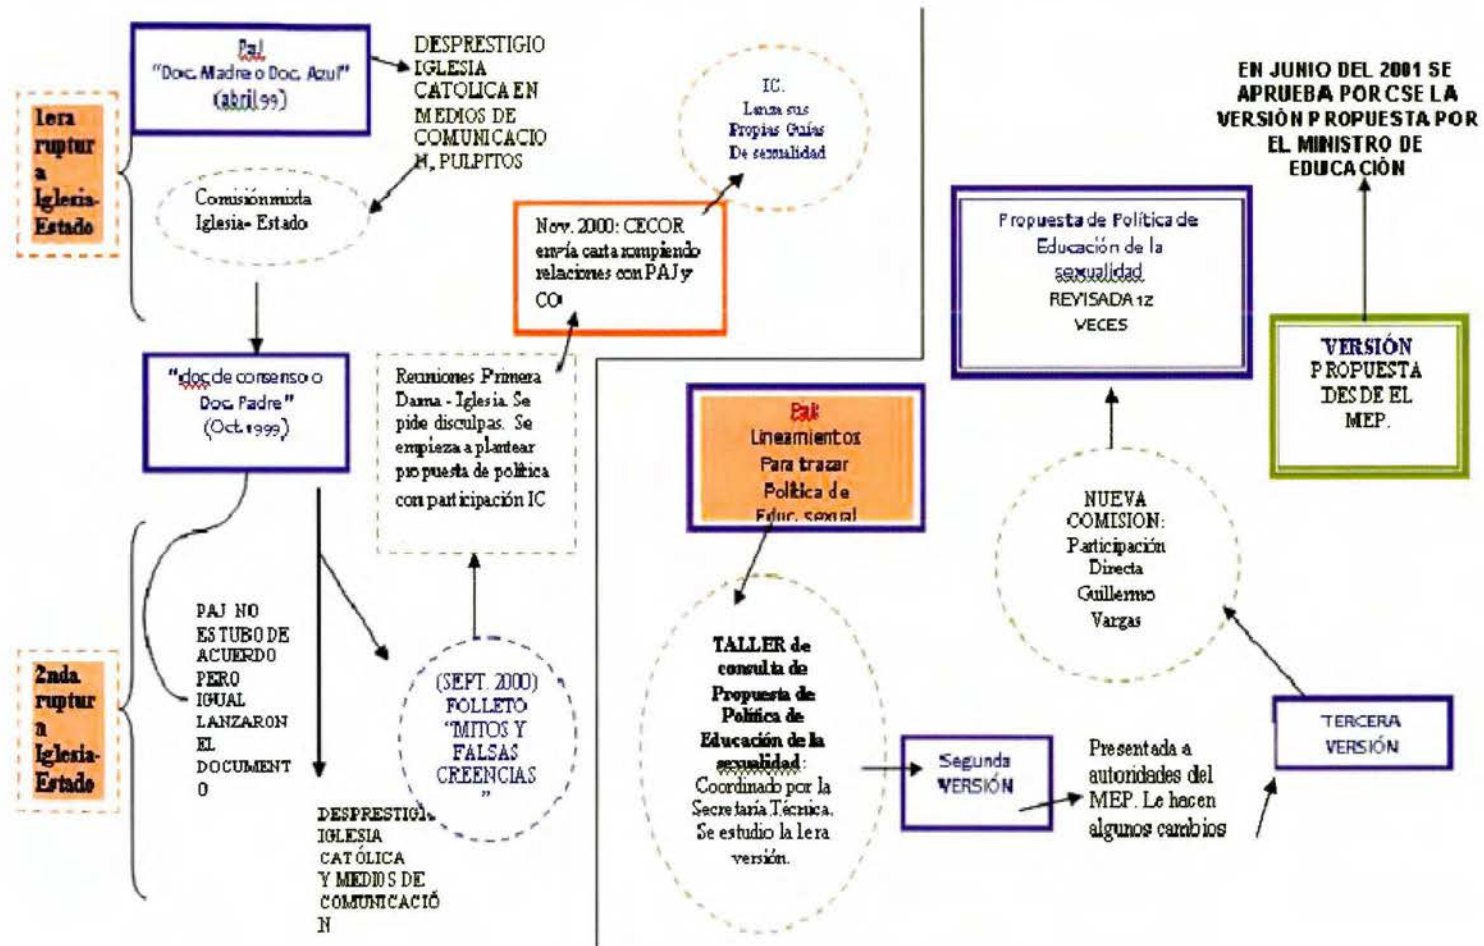 1era
ruptur
a
Iglesia-
Estado
PaJ
"Doc. Madre o Doc. Azul"
(abril 99)
DESPRESTIGIO
IGLESIA
CATOLICA EN
MEDIOS DE
COMUNICACIO
N, PULPITOS
Comisión mixta
Iglesia- Estado
"doc de consenso o
Doc. Padre"
(Oct. 1999)
2nda
ruptur
a
Iglesia-
Estado
PAJ NO
ESTUBO DE
ACUERDO
PERO
IGUAL
LANZARON
EL
DOCUMENT
O
DESPRESTIGIO
IGLESIA
CATÓLICA
Y MEDIOS DE
COMUNICACIÓ
N
(SEPT. 2000)
FOLLETO
"MITOS Y
FALSAS
CREENCIAS
"
Reuniones Primera
Dama - Iglesia. Se
pide disculpas. Se
empieza a plantear
propuesta de política
con participación IC
Nov. 2000: CECOR
envía carta rompiendo
relaciones con PAJ y
IC.
Lanza sus
Propias Guías
De sexualidad
PaJ:
Lineamientos
Para trazar
Política de
Educ. sexual
TALLER de
consulta de
Propuesta de
Política de
Educación de la
sexualidad:
Coordinado por la
Secretaría Técnica.
Se estudio la 1era
versión.
Segunda
VERSIÓN
Presentada a
autoridades del
MEP. Le hacen
algunos cambios
TERCERA
VERSIÓN
NUEVA
COMISION:
Participación
Directa
Guillermo
Vargas
Propuesta de Política de
Educación de la
sexualidad
REVISADA 12
VECES
VERSIÓN
PROPUESTA
DESDE EL
MEP.
EN JUNIO DEL 2001 SE
APRUEBA POR CSE LA
VERSIÓN PROPUESTA POR
EL MINISTRO DE
EDUCACIÓN